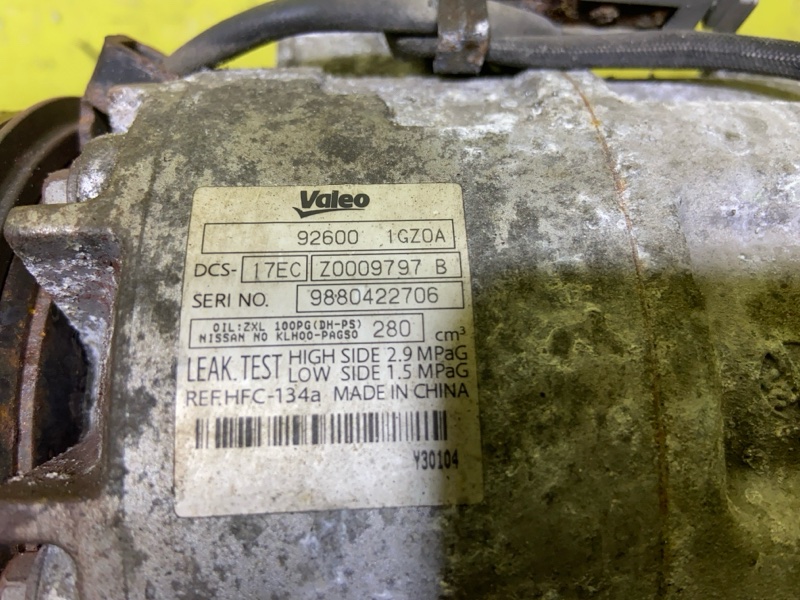 Valeo
92600 1GZ0A
DCS- 17EC Z0009797 B
SERI NO. 9880422706
OIL:ZXL 100PG(DH-PS)
NISSAN NO KLH00-PAGS0 280 cm³
LEAK.TEST HIGH SIDE 2.9 MPaG
LOW SIDE 1.5 MPaG
REF.HFC-134a MADE IN CHINA
Y30104